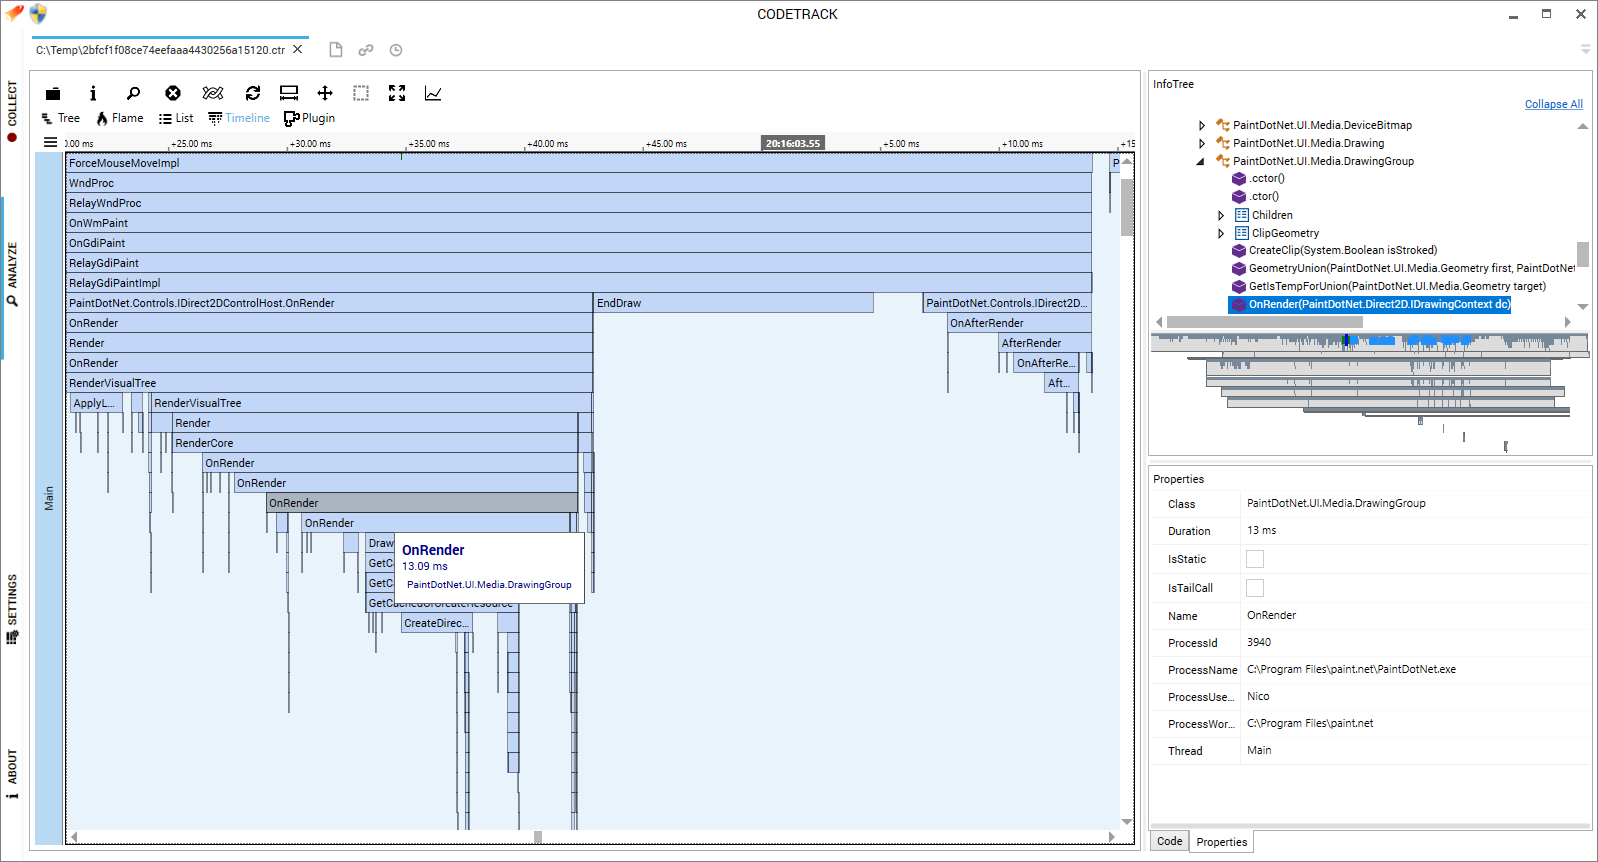 CODETRACK
C:\Temp\2bfcf1f08ce74eefaaa4430256a15120.ctr
COLLECT
ANALYZE
SETTINGS
ABOUT
Tree Flame List Timeline Plugin
0.00 ms +25.00 ms +30.00 ms +35.00 ms +40.00 ms +45.00 ms 20:16:03.55 +5.00 ms +10.00 ms +15
Main
ForceMouseMoveImpl P
WndProc
RelayWndProc
OnWmPaint
OnGdiPaint
RelayGdiPaint
RelayGdiPaintImpl
PaintDotNet.Controls.IDirect2DControlHost.OnRender EndDraw PaintDotNet.Controls.IDirect2D...
OnRender OnAfterRender
Render AfterRender
OnRender OnAfterRe...
RenderVisualTree Aft...
ApplyL... RenderVisualTree
Render
RenderCore
OnRender
OnRender
OnRender
OnRender
Draw
GetC
GetC
GetCachedOrCreateResource
CreateDirec...
OnRender
13.09 ms
PaintDotNet.UI.Media.DrawingGroup
InfoTree
Collapse All
PaintDotNet.UI.Media.DeviceBitmap
PaintDotNet.UI.Media.Drawing
PaintDotNet.UI.Media.DrawingGroup
.cctor()
.ctor()
Children
ClipGeometry
CreateClip(System.Boolean isStroked)
GeometryUnion(PaintDotNet.UI.Media.Geometry first, PaintDotNet
GetIsTempForUnion(PaintDotNet.UI.Media.Geometry target)
OnRender(PaintDotNet.Direct2D.IDrawingContext dc)
Properties
Class PaintDotNet.UI.Media.DrawingGroup
Duration 13 ms
IsStatic
IsTailCall
Name OnRender
ProcessId 3940
ProcessName C:\Program Files\paint.net\PaintDotNet.exe
ProcessUse... Nico
ProcessWor... C:\Program Files\paint.net
Thread Main
Code Properties